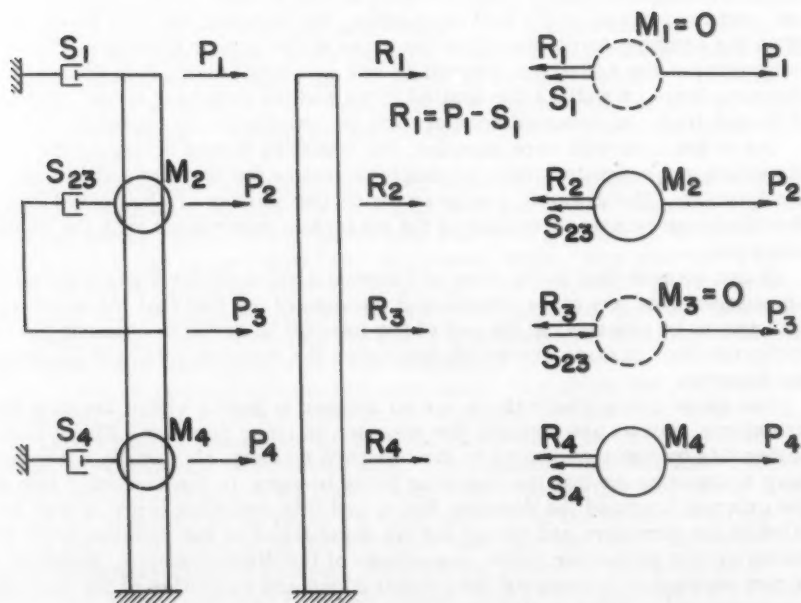 S₁ P₁ R₁ R₁ M₁=0 P₁
S₁
R₁=P₁-S₁
S₂₃ M₂ P₂ R₂ R₂ M₂ P₂
S₂₃
P₃ R₃ R₃ M₃=0 P₃
S₂₃
S₄ M₄ P₄ R₄ R₄ M₄ P₄
S₄